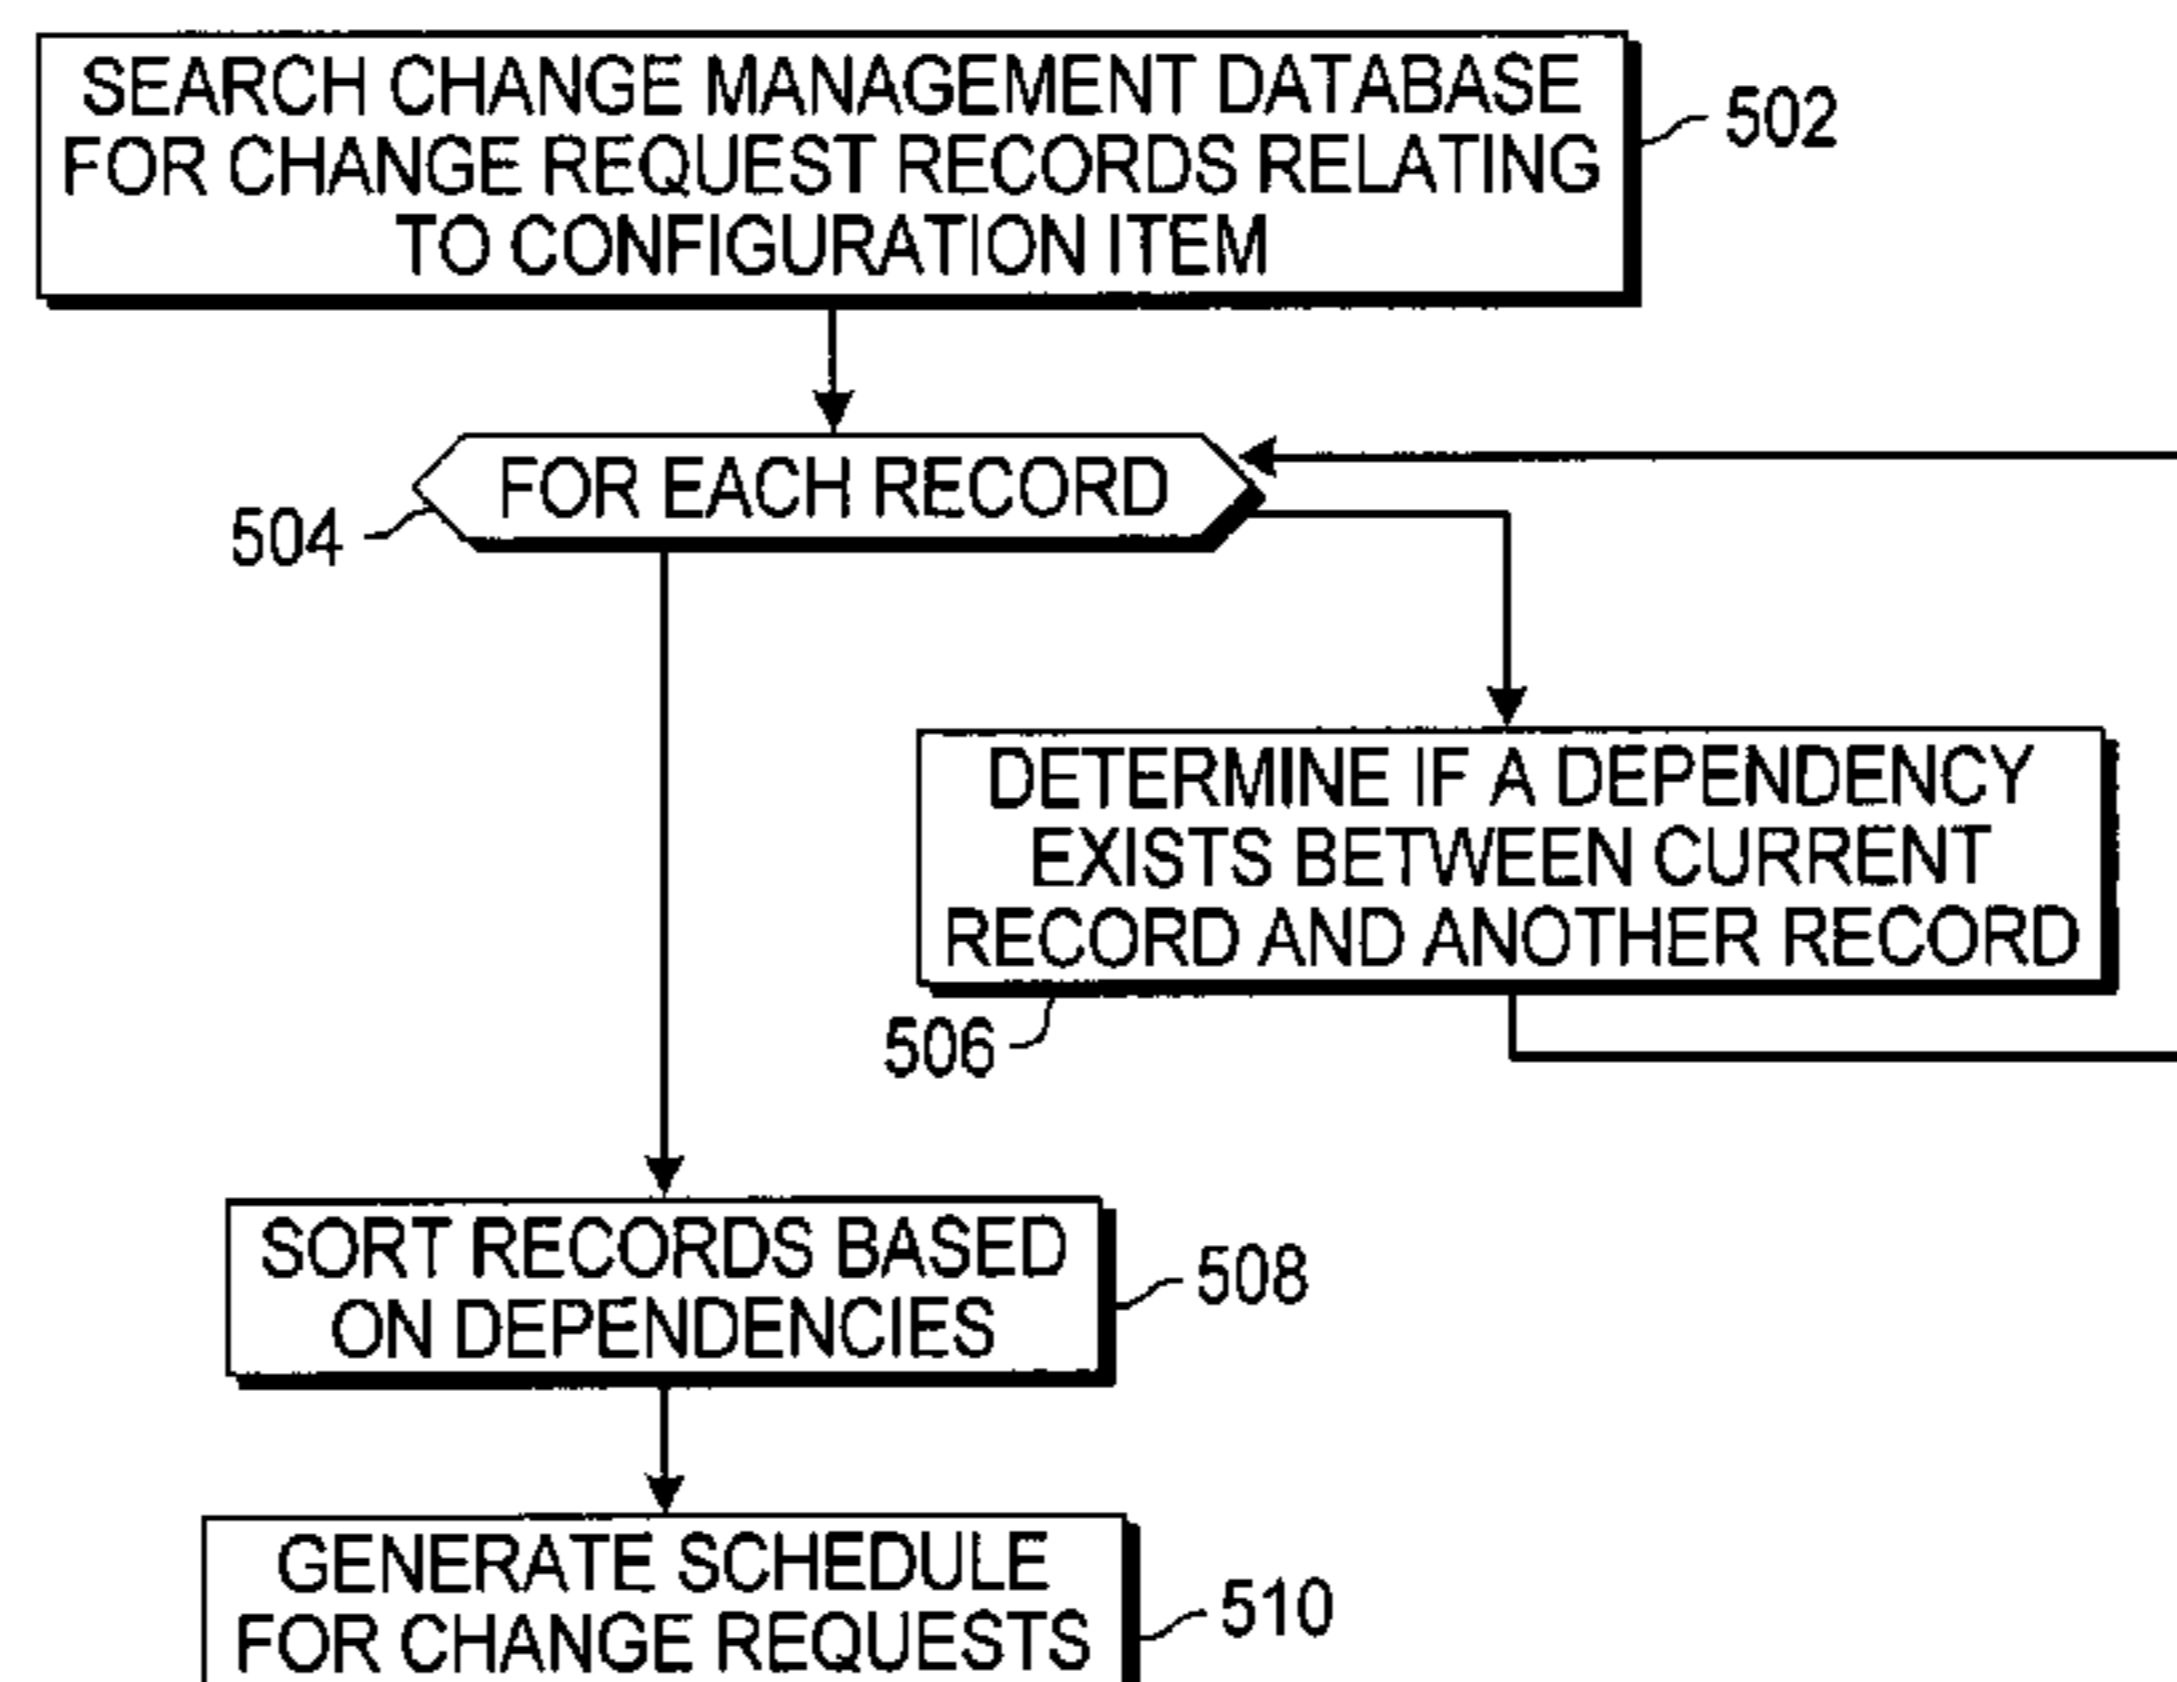 SEARCH CHANGE MANAGEMENT DATABASE
FOR CHANGE REQUEST RECORDS RELATING
TO CONFIGURATION ITEM
502
FOR EACH RECORD
504
DETERMINE IF A DEPENDENCY
EXISTS BETWEEN CURRENT
RECORD AND ANOTHER RECORD
506
SORT RECORDS BASED
ON DEPENDENCIES
508
GENERATE SCHEDULE
FOR CHANGE REQUESTS
510